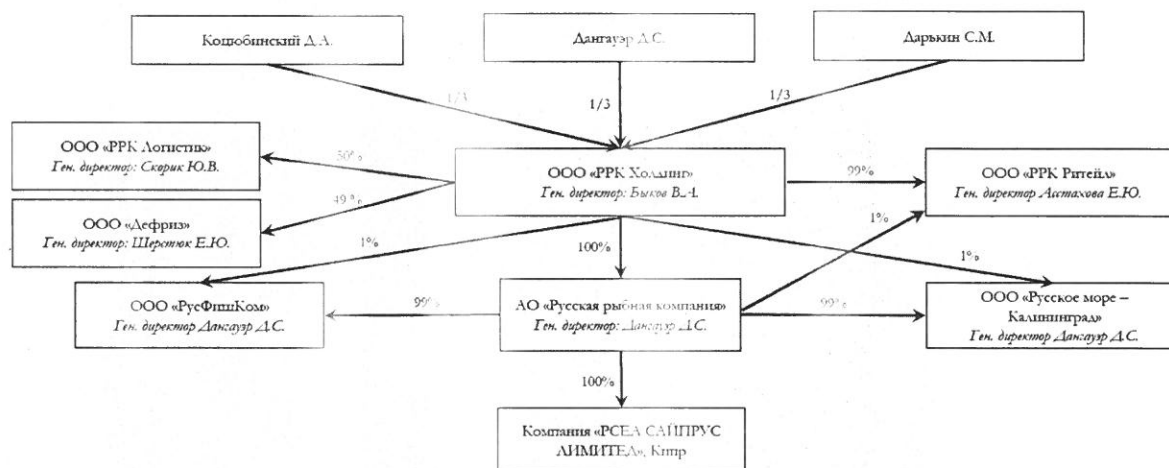 Коцюбинский Д.А.
Дангауэр Д.С.
Дарькин С.М.
1/3
1/3
1/3
ООО «РРК Логистик»
Ген. директор: Скорик Ю.В.
50%
ООО «РРК Холдинг»
Ген. директор: Быков В.А.
99%
ООО «РРК Ритейл»
Ген. директор Астахова Е.Ю.
49%
1%
ООО «Дефриз»
Ген. директор: Шерстюк Е.Ю.
1%
100%
1%
ООО «РусФишКом»
Ген. директор Дангауэр Д.С.
99%
АО «Русская рыбная компания»
Ген. директор: Дангауэр Д.С.
99%
ООО «Русское море –
Калининград»
Ген. директор Дангауэр Д.С.
100%
Компания «РСЕА САЙПРУС
ЛИМИТЕД», Кипр